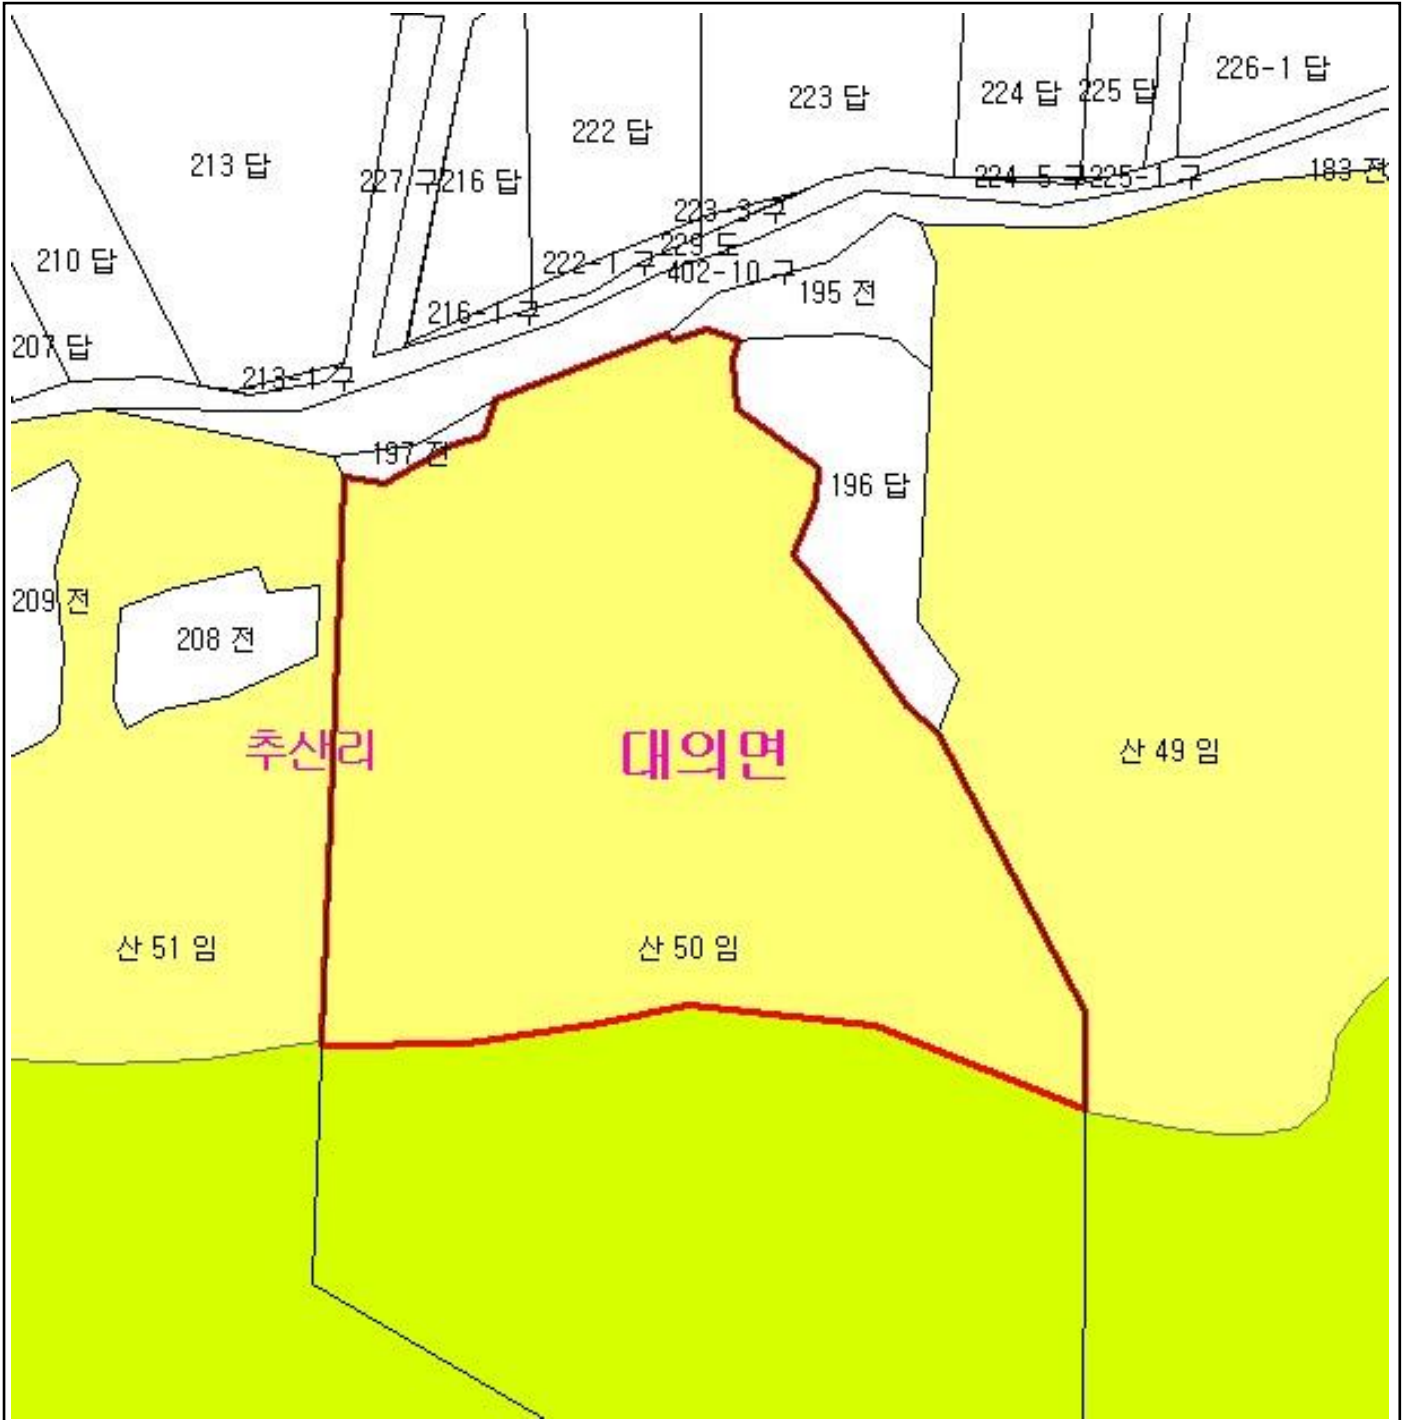 226-1 답
223 답
224 답
225 답
222 답
213 답
227 구
216 답
224-5 구
225-1 구
183 전
223-3 구
229 도
222-1 구
402-10 구
210 답
195 전
216-1 구
207 답
213-1 구
197 전
196 답
209 전
208 전
추산리
대의면
산 49 임
산 51 임
산 50 임